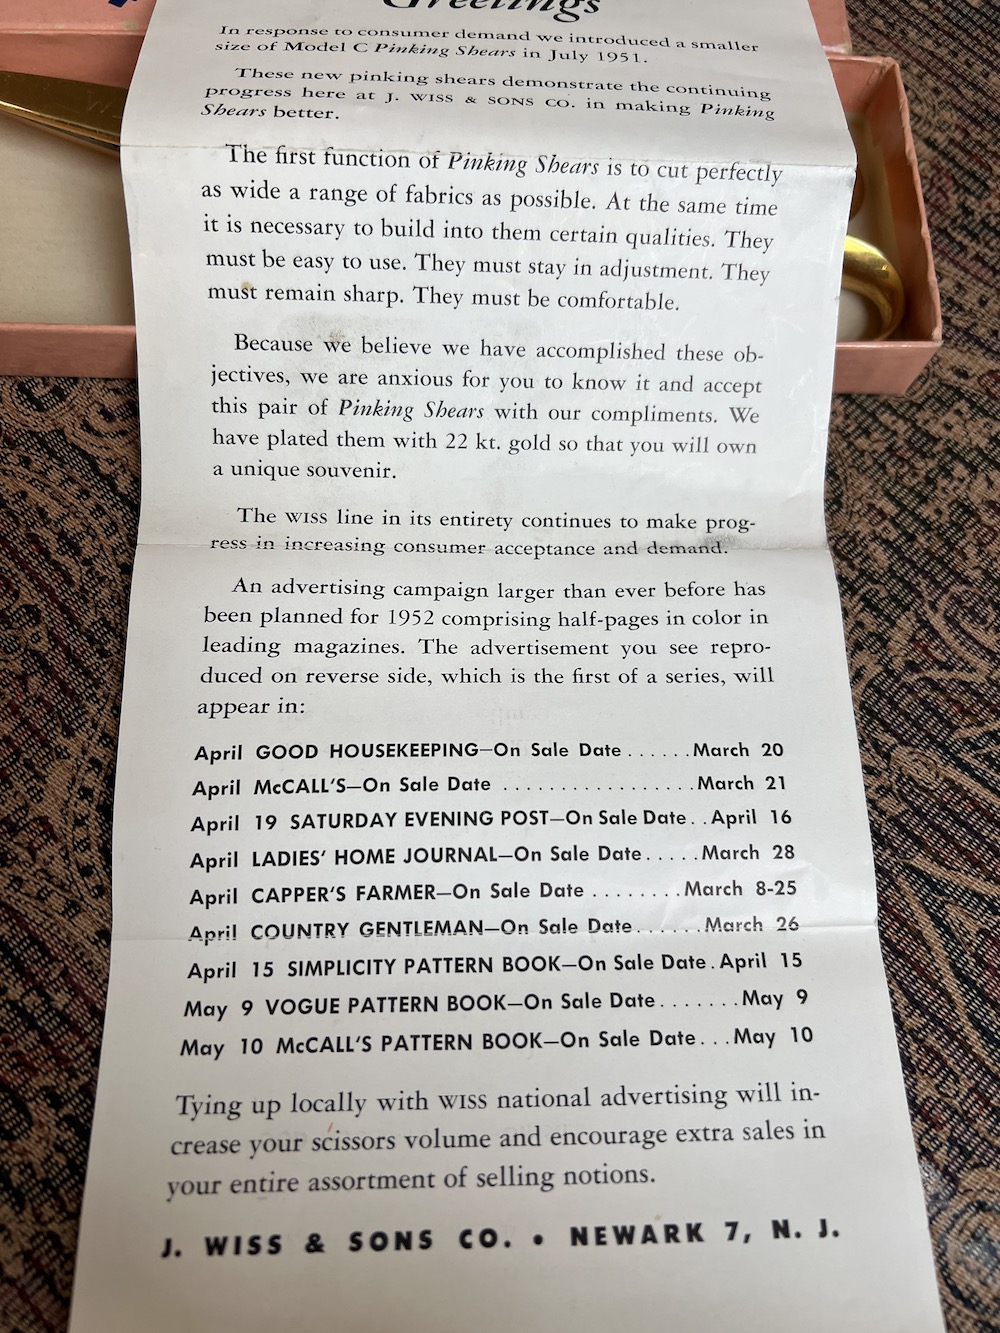 Greetings
In response to consumer demand we introduced a smaller
size of Model C Pinking Shears in July 1951.
These new pinking shears demonstrate the continuing
progress here at J. WISS & SONS CO. in making Pinking
Shears better.
The first function of Pinking Shears is to cut perfectly
as wide a range of fabrics as possible. At the same time
it is necessary to build into them certain qualities. They
must be easy to use. They must stay in adjustment. They
must remain sharp. They must be comfortable.
Because we believe we have accomplished these ob-
jectives, we are anxious for you to know it and accept
this pair of Pinking Shears with our compliments. We
have plated them with 22 kt. gold so that you will own
a unique souvenir.
The WISS line in its entirety continues to make prog-
ress in increasing consumer acceptance and demand.
An advertising campaign larger than ever before has
been planned for 1952 comprising half-pages in color in
leading magazines. The advertisement you see repro-
duced on reverse side, which is the first of a series, will
appear in:
April GOOD HOUSEKEEPING—On Sale Date......March 20
April McCALL'S—On Sale Date .................March 21
April 19 SATURDAY EVENING POST—On Sale Date..April 16
April LADIES' HOME JOURNAL—On Sale Date.....March 28
April CAPPER'S FARMER—On Sale Date ........March 8-25
April COUNTRY GENTLEMAN—On Sale Date......March 26
April 15 SIMPLICITY PATTERN BOOK—On Sale Date.April 15
May 9 VOGUE PATTERN BOOK—On Sale Date.......May 9
May 10 McCALL'S PATTERN BOOK—On Sale Date...May 10
Tying up locally with WISS national advertising will in-
crease your scissors volume and encourage extra sales in
your entire assortment of selling notions.
J. WISS & SONS CO. • NEWARK 7, N. J.